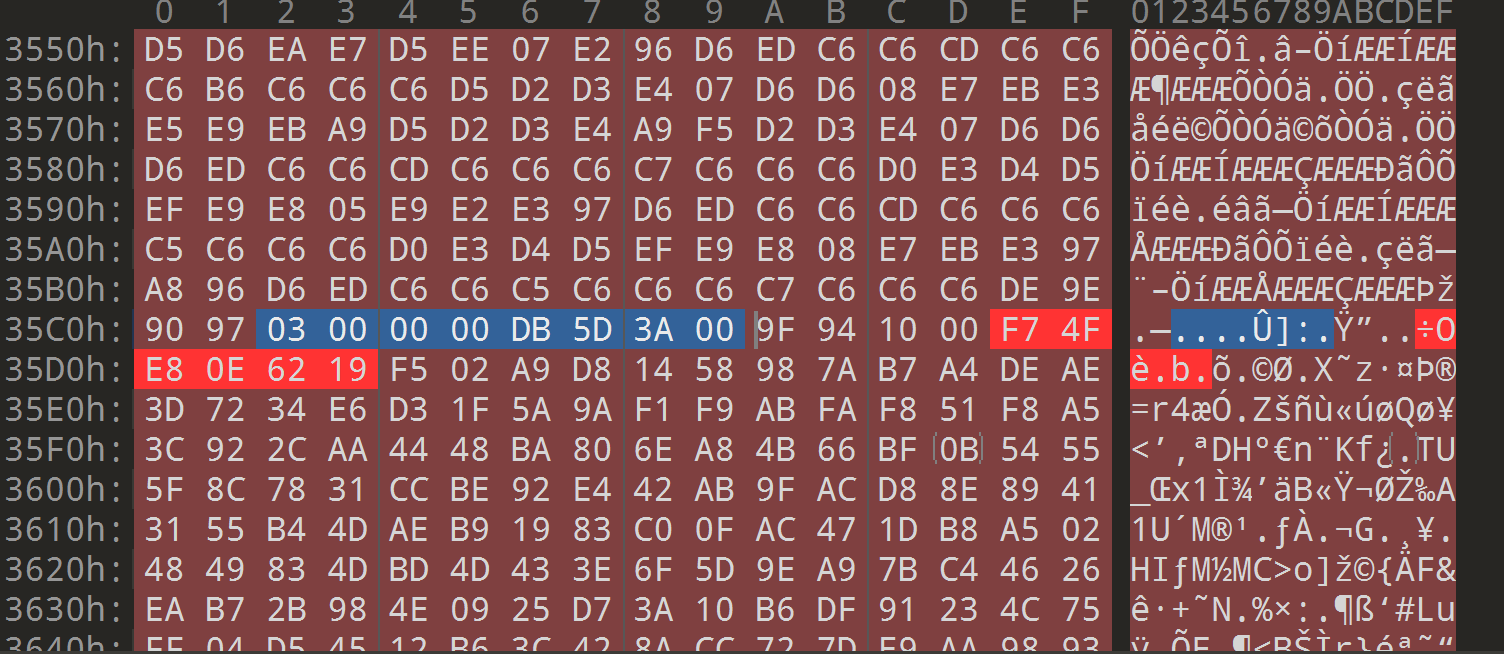 0 1 2 3 4 5 6 7 8 9 A B C D E F 0123456789ABCDEF
3550h: D5 D6 EA E7 D5 EE 07 E2 96 D6 ED C6 C6 CD C6 C6 ÕÖêçÕî.â–ÖíÆÆÍÆÆ
3560h: C6 B6 C6 C6 C6 D5 D2 D3 E4 07 D6 D6 08 E7 EB E3 Æ¶ÆÆÆÕÒÓä.ÖÖ.çëã
3570h: E5 E9 EB A9 D5 D2 D3 E4 A9 F5 D2 D3 E4 07 D6 D6 åéë©ÕÒÓä©õÒÓä.ÖÖ
3580h: D6 ED C6 C6 CD C6 C6 C6 C7 C6 C6 C6 D0 E3 D4 D5 ÖíÆÆÍÆÆÆÇÆÆÆÐãÔÕ
3590h: EF E9 E8 05 E9 E2 E3 97 D6 ED C6 C6 CD C6 C6 C6 ïéè.éâã—ÖíÆÆÍÆÆÆ
35A0h: C5 C6 C6 C6 D0 E3 D4 D5 EF E9 E8 08 E7 EB E3 97 ÅÆÆÆÐãÔÕïéè.çëã—
35B0h: A8 96 D6 ED C6 C6 C5 C6 C6 C6 C7 C6 C6 C6 DE 9E ¨–ÖíÆÆÅÆÆÆÇÆÆÆÞž
35C0h: 90 97 03 00 00 00 DB 5D 3A 00 9F 94 10 00 F7 4F .—....Û]:.Ÿ”..÷O
35D0h: E8 0E 62 19 F5 02 A9 D8 14 58 98 7A B7 A4 DE AE è.b.õ.©Ø.X˜z·¤Þ®
35E0h: 3D 72 34 E6 D3 1F 5A 9A F1 F9 AB FA F8 51 F8 A5 =r4æÓ.Zšñù«úøQø¥
35F0h: 3C 92 2C AA 44 48 BA 80 6E A8 4B 66 BF 0B 54 55 <’,ªDHº€n¨Kf¿.TU
3600h: 5F 8C 78 31 CC BE 92 E4 42 AB 9F AC D8 8E 89 41 _Œx1Ì¾’äB«Ÿ¬ØŽ‰A
3610h: 31 55 B4 4D AE B9 19 83 C0 0F AC 47 1D B8 A5 02 1U´M®¹.ƒÀ.¬G.¸¥.
3620h: 48 49 83 4D BD 4D 43 3E 6F 5D 9E A9 7B C4 46 26 HIƒM½MC>o]ž©{ÄF&
3630h: EA B7 2B 98 4E 09 25 D7 3A 10 B6 DF 91 23 4C 75 ê·+˜N.%×:.¶ß‘#Lu